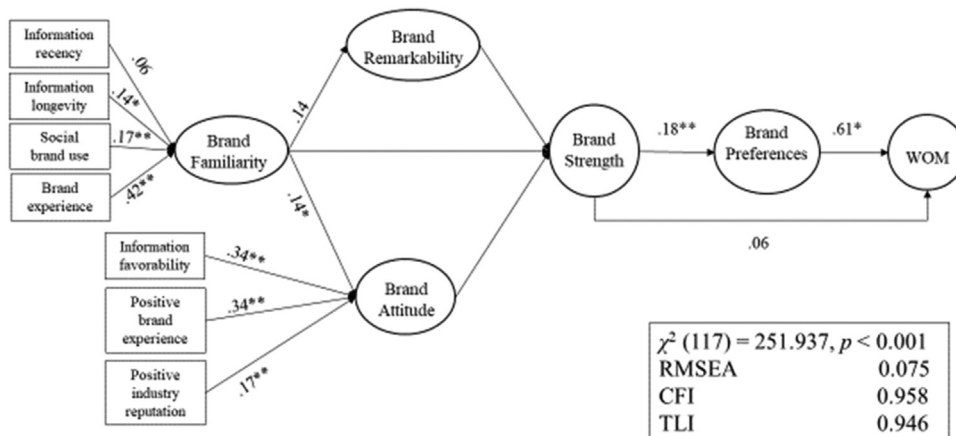 Information
recency
.06
Information
longevity
.14*
Social
brand use
.17**
Brand
experience
.42**
Brand
Familiarity
.14
.14*
Brand
Remarkability
Information
favorability
.34**
Positive
brand
experience
.34**
Positive
industry
reputation
.17**
Brand
Attitude
Brand
Strength
.18**
Brand
Preferences
.61*
WOM
.06
χ² (117) = 251.937, p < 0.001
RMSEA 0.075
CFI 0.958
TLI 0.946